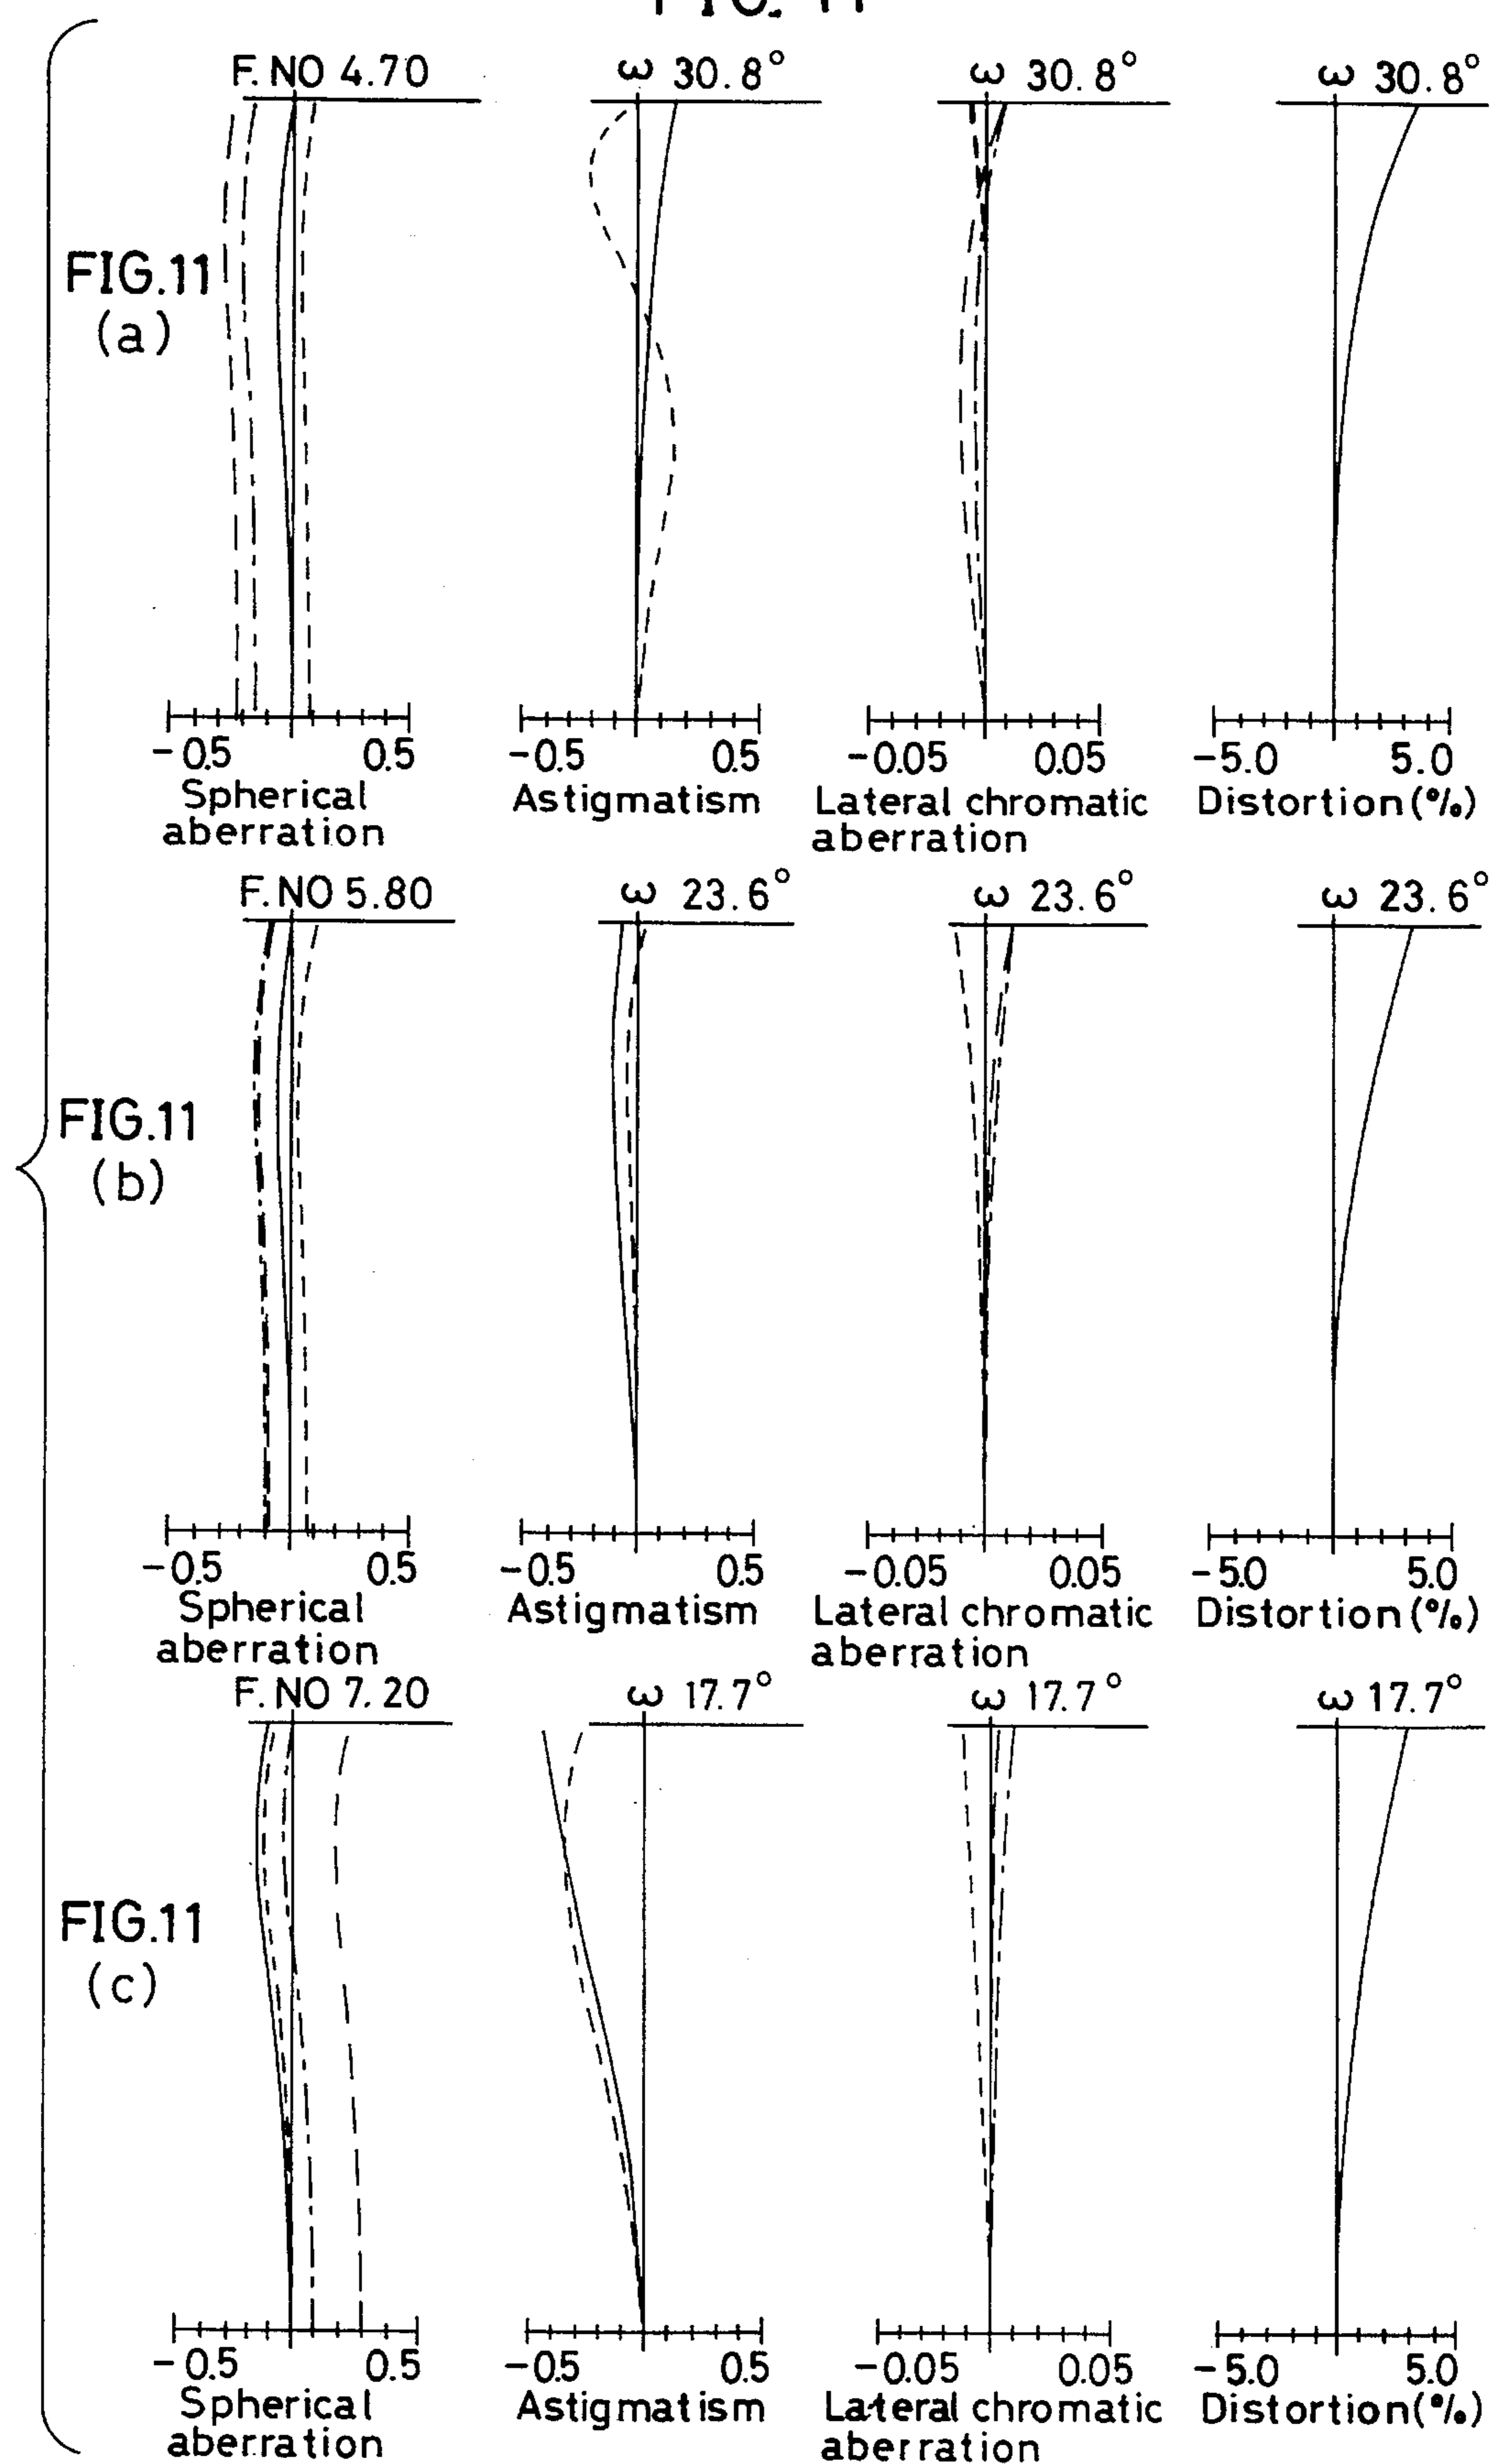 FIG. 11
F. NO 4.70
ω 30.8°
ω 30.8°
ω 30.8°
FIG.11
(a)
-0.5 0.5
Spherical
aberration
-0.5 0.5
Astigmatism
-0.05 0.05
Lateral chromatic
aberration
-5.0 5.0
Distortion(%)
F. NO 5.80
ω 23.6°
ω 23.6°
ω 23.6°
FIG.11
(b)
-0.5 0.5
Spherical
aberration
-0.5 0.5
Astigmatism
-0.05 0.05
Lateral chromatic
aberration
-5.0 5.0
Distortion(%)
F. NO 7.20
ω 17.7°
ω 17.7°
ω 17.7°
FIG.11
(c)
-0.5 0.5
Spherical
aberration
-0.5 0.5
Astigmatism
-0.05 0.05
Lateral chromatic
aberration
-5.0 5.0
Distortion(%)